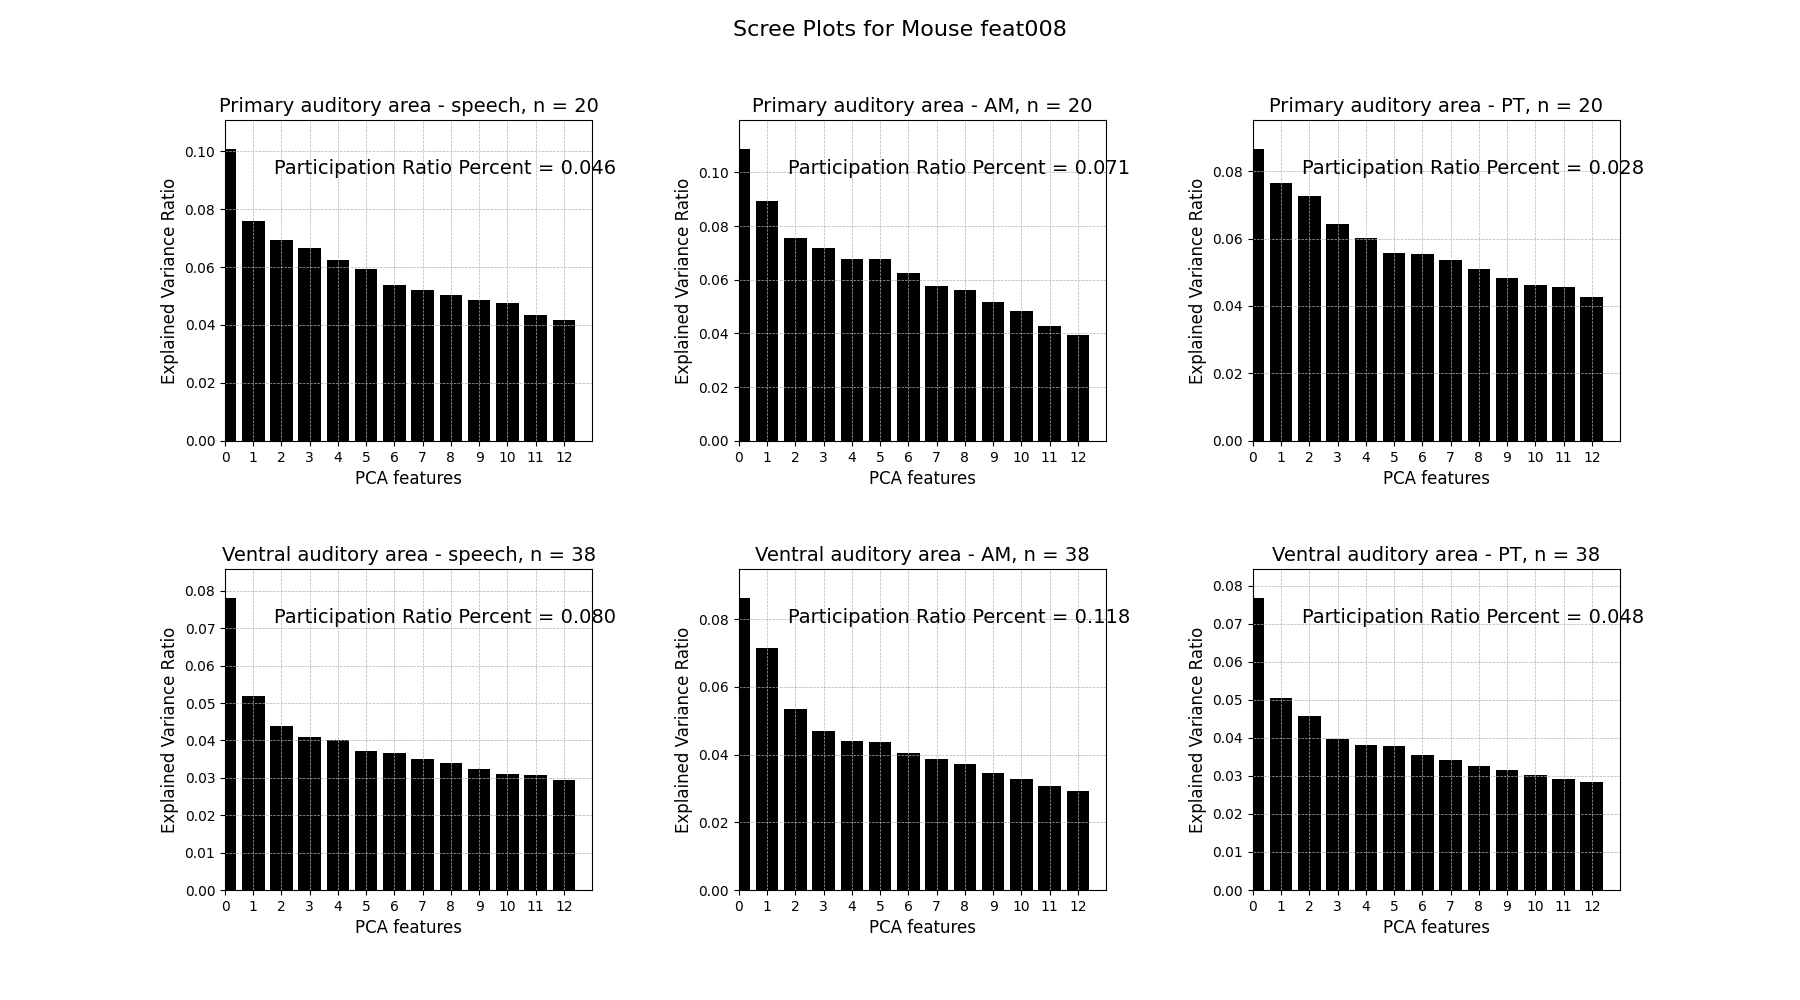 Scree Plots for Mouse feat008
Primary auditory area - speech, n = 20
Participation Ratio Percent = 0.046
Explained Variance Ratio
0.10
0.08
0.06
0.04
0.02
0.00
0 1 2 3 4 5 6 7 8 9 10 11 12
PCA features
Primary auditory area - AM, n = 20
Participation Ratio Percent = 0.071
Explained Variance Ratio
0.10
0.08
0.06
0.04
0.02
0.00
0 1 2 3 4 5 6 7 8 9 10 11 12
PCA features
Primary auditory area - PT, n = 20
Participation Ratio Percent = 0.028
Explained Variance Ratio
0.08
0.06
0.04
0.02
0.00
0 1 2 3 4 5 6 7 8 9 10 11 12
PCA features
Ventral auditory area - speech, n = 38
Participation Ratio Percent = 0.080
Explained Variance Ratio
0.08
0.07
0.06
0.05
0.04
0.03
0.02
0.01
0.00
0 1 2 3 4 5 6 7 8 9 10 11 12
PCA features
Ventral auditory area - AM, n = 38
Participation Ratio Percent = 0.118
Explained Variance Ratio
0.08
0.06
0.04
0.02
0.00
0 1 2 3 4 5 6 7 8 9 10 11 12
PCA features
Ventral auditory area - PT, n = 38
Participation Ratio Percent = 0.048
Explained Variance Ratio
0.08
0.07
0.06
0.05
0.04
0.03
0.02
0.01
0.00
0 1 2 3 4 5 6 7 8 9 10 11 12
PCA features